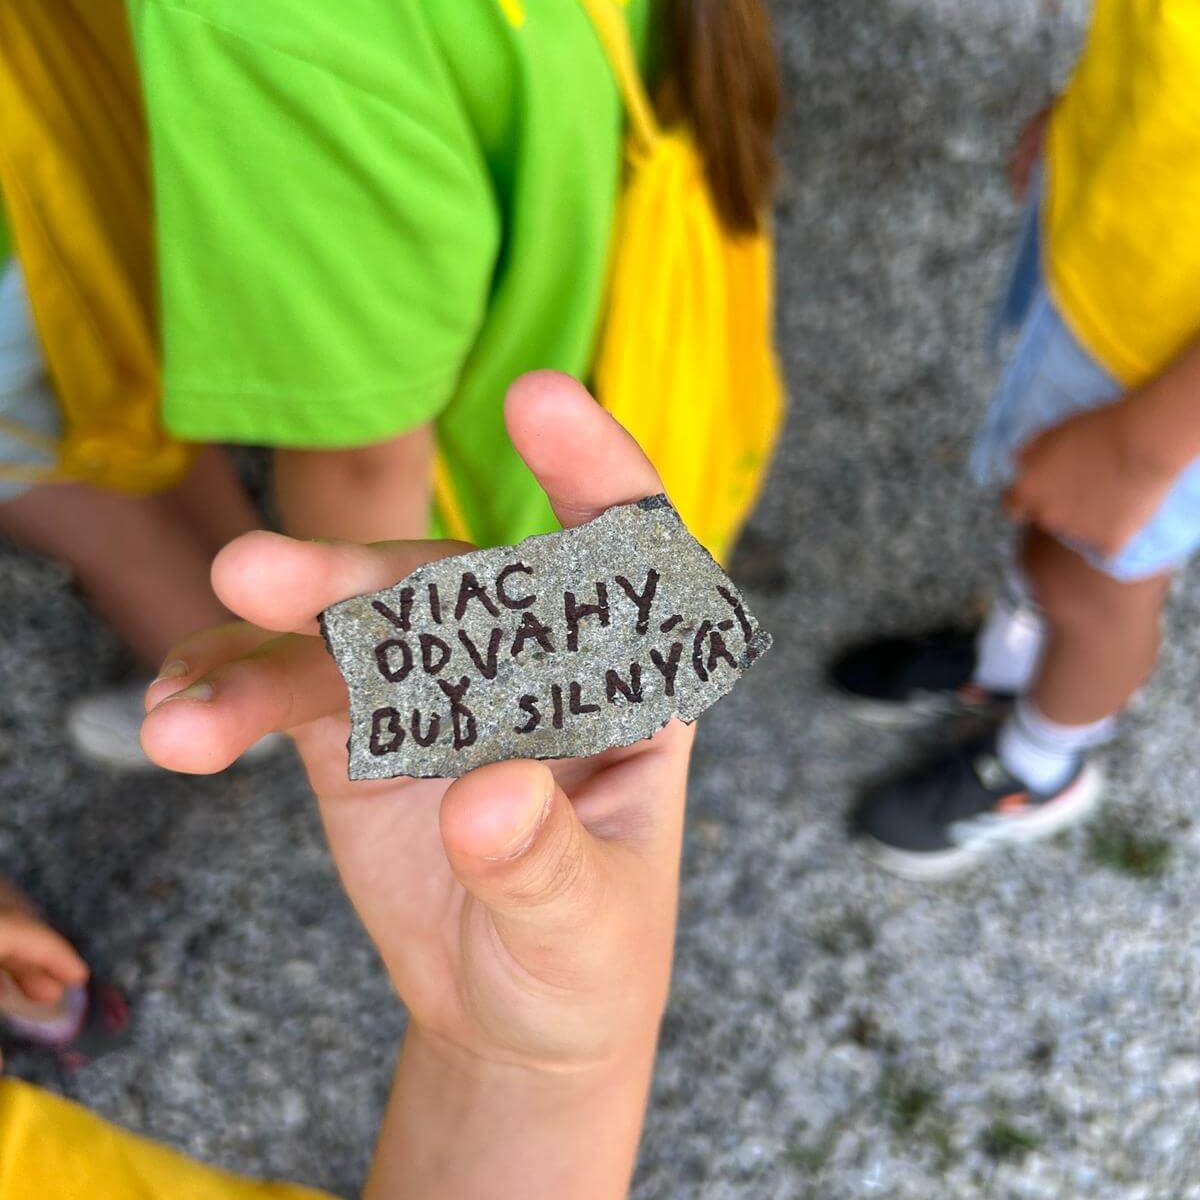 VIAC
ODVAHY..
BUĎ SILNÝ(Á)!